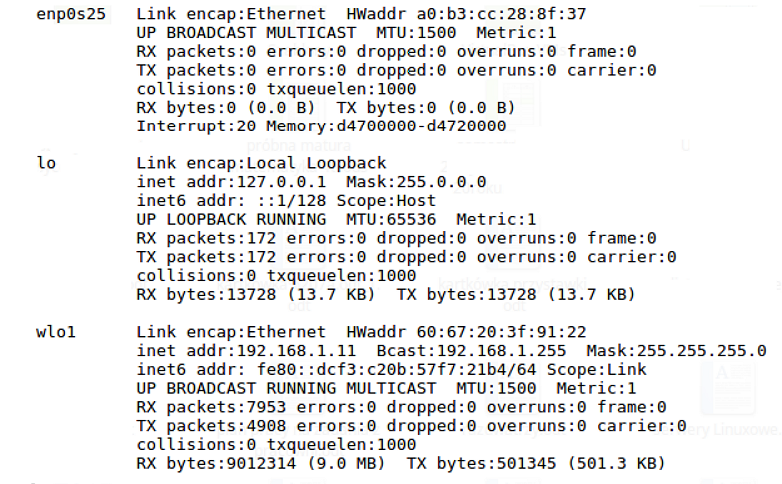 enp0s25 Link encap:Ethernet HWaddr a0:b3:cc:28:8f:37
UP BROADCAST MULTICAST MTU:1500 Metric:1
RX packets:0 errors:0 dropped:0 overruns:0 frame:0
TX packets:0 errors:0 dropped:0 overruns:0 carrier:0
collisions:0 txqueuelen:1000
RX bytes:0 (0.0 B) TX bytes:0 (0.0 B)
Interrupt:20 Memory:d4700000-d4720000
próbna matura
lo Link encap:Local Loopback
inet addr:127.0.0.1 Mask:255.0.0.0
inet6 addr: ::1/128 Scope:Host
UP LOOPBACK RUNNING MTU:65536 Metric:1
RX packets:172 errors:0 dropped:0 overruns:0 frame:0
TX packets:172 errors:0 dropped:0 overruns:0 carrier:0
collisions:0 txqueuelen:1000
RX bytes:13728 (13.7 KB) TX bytes:13728 (13.7 KB)
wlo1 Link encap:Ethernet HWaddr 60:67:20:3f:91:22
inet addr:192.168.1.11 Bcast:192.168.1.255 Mask:255.255.255.0
inet6 addr: fe80::dcf3:c20b:57f7:21b4/64 Scope:Link
UP BROADCAST RUNNING MULTICAST MTU:1500 Metric:1
RX packets:7953 errors:0 dropped:0 overruns:0 frame:0
TX packets:4908 errors:0 dropped:0 overruns:0 carrier:0
collisions:0 txqueuelen:1000
RX bytes:9012314 (9.0 MB) TX bytes:501345 (501.3 KB)